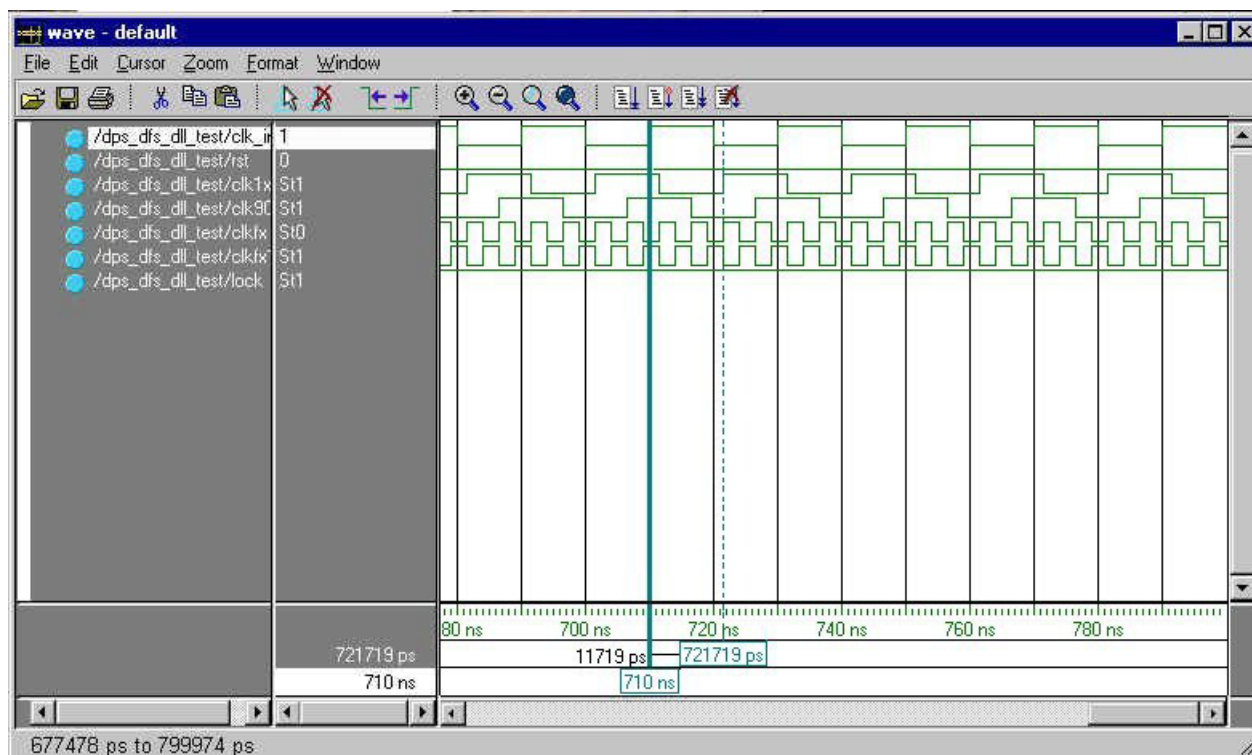 wave - default
File Edit Cursor Zoom Format Window
/dps_dfs_dll_test/clk_in 1
/dps_dfs_dll_test/rst 0
/dps_dfs_dll_test/clk1x St1
/dps_dfs_dll_test/clk90 St1
/dps_dfs_dll_test/clkfx St0
/dps_dfs_dll_test/clkfx St1
/dps_dfs_dll_test/lock St1
80 ns 700 ns 720 ns 740 ns 760 ns 780 ns
721719 ps 11719 ps 721719 ps
710 ns 710 ns
677478 ps to 799974 ps